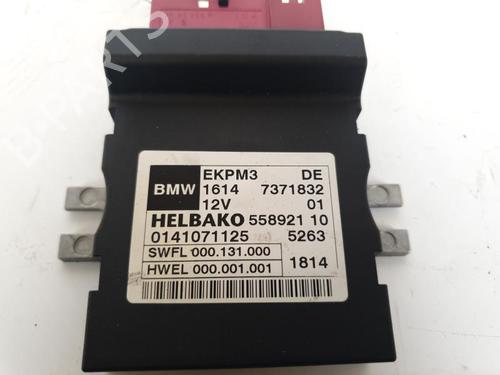 B-PARTS
EKPM3 DE
BMW 1614 7371832
12V 01
HELBAKO 558921 10
0141071125 5263
SWFL 000.131.000
HWEL 000.001.001 1814